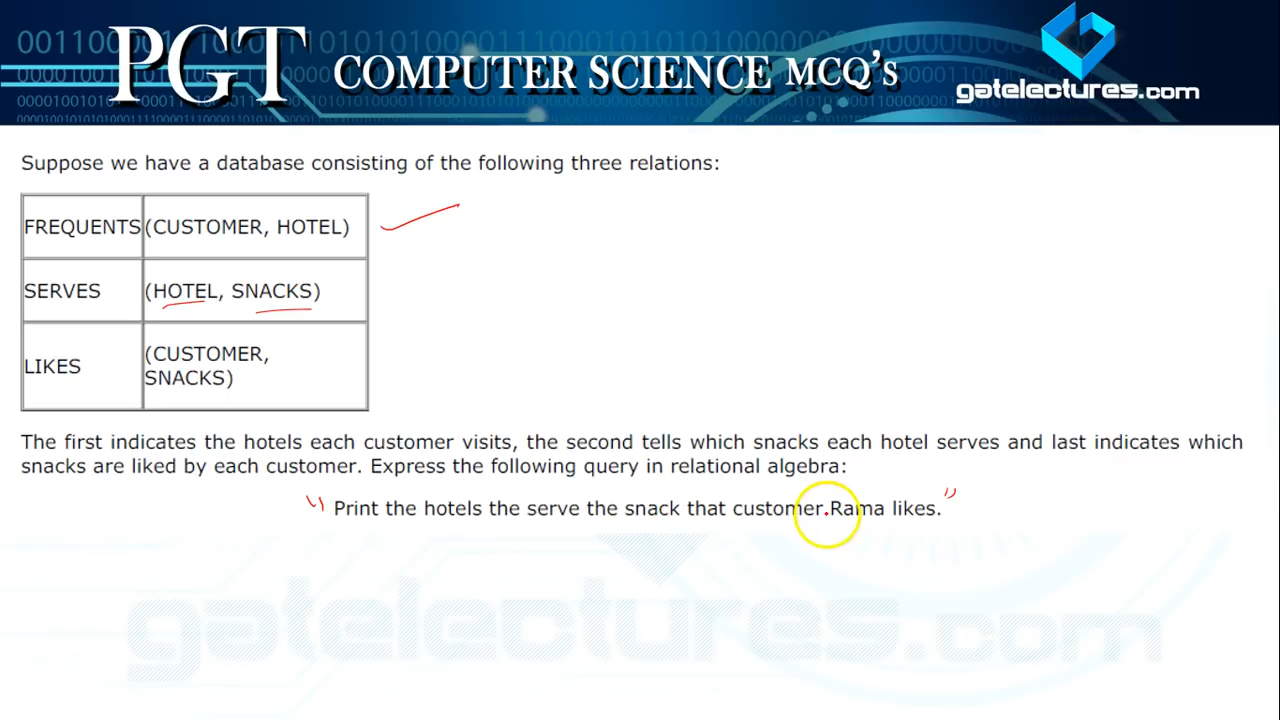 PGT COMPUTER SCIENCE MCQ's
gatelectures.com
Suppose we have a database consisting of the following three relations:
FREQUENTS (CUSTOMER, HOTEL)
SERVES (HOTEL, SNACKS)
LIKES (CUSTOMER,
SNACKS)
The first indicates the hotels each customer visits, the second tells which snacks each hotel serves and last indicates which
snacks are liked by each customer. Express the following query in relational algebra:
" Print the hotels the serve the snack that customer Rama likes. "
gatelectures.com